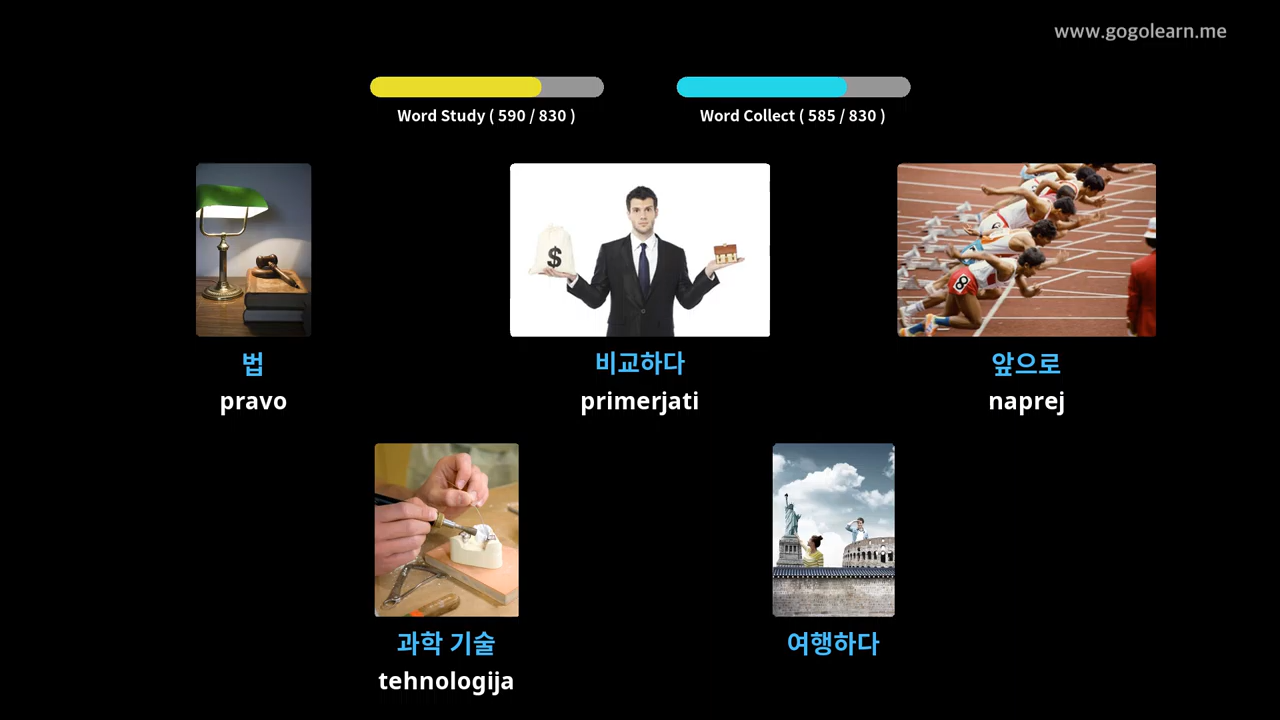 www.gogolearn.me
Word Study ( 590 / 830 )
Word Collect ( 585 / 830 )
$
8
법
pravo
비교하다
primerjati
앞으로
naprej
과학 기술
tehnologija
여행하다